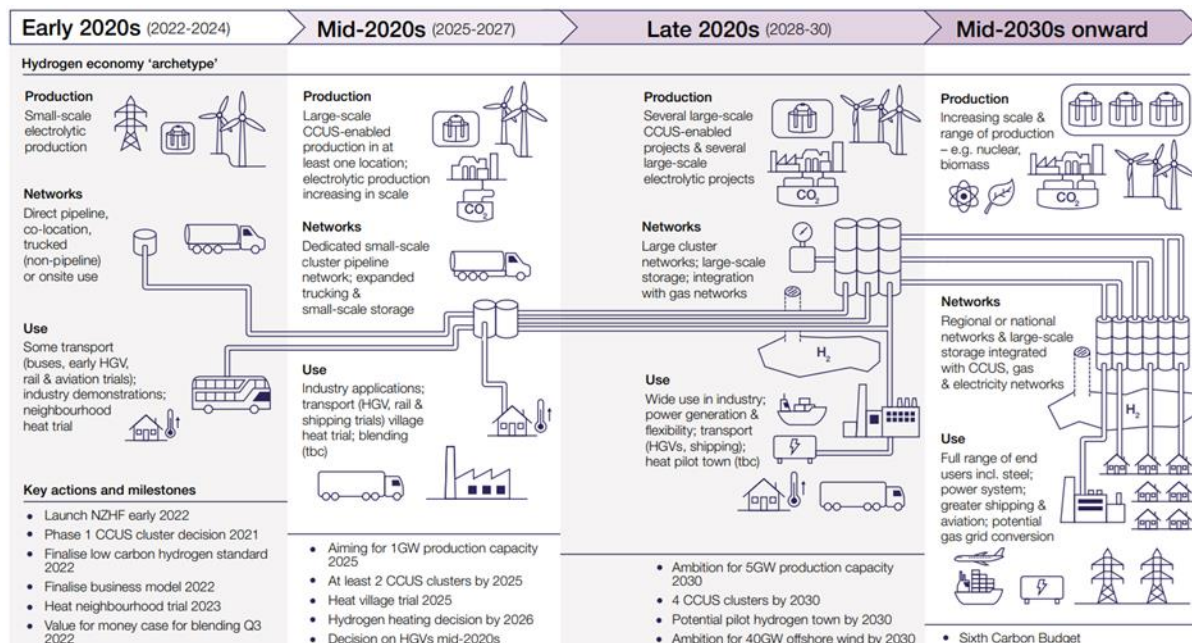 Early 2020s (2022-2024)
Mid-2020s (2025-2027)
Late 2020s (2028-30)
Mid-2030s onward
Hydrogen economy ‘archetype’
Production
Small-scale
electrolytic
production
Networks
Direct pipeline,
co-location,
trucked
(non-pipeline)
or onsite use
Use
Some transport
(buses, early HGV,
rail & aviation trials);
industry demonstrations;
neighbourhood
heat trial
Key actions and milestones
• Launch NZHF early 2022
• Phase 1 CCUS cluster decision 2021
• Finalise low carbon hydrogen standard
2022
• Finalise business model 2022
• Heat neighbourhood trial 2023
• Value for money case for blending Q3
2022
Production
Large-scale
CCUS-enabled
production in at
least one location;
electrolytic production
increasing in scale
CO2
Networks
Dedicated small-scale
cluster pipeline
network; expanded
trucking &
small-scale storage
Use
Industry applications;
transport (HGV, rail &
shipping trials) village
heat trial; blending
(tbc)
• Aiming for 1GW production capacity
2025
• At least 2 CCUS clusters by 2025
• Heat village trial 2025
• Hydrogen heating decision by 2026
• Decision on HGVs mid-2020s
Production
Several large-scale
CCUS-enabled
projects & several
large-scale
electrolytic projects
CO2
Networks
Large cluster
networks; large-scale
storage; integration
with gas networks
H2
Use
Wide use in industry;
power generation &
flexibility; transport
(HGVs, shipping);
heat pilot town (tbc)
• Ambition for 5GW production capacity
2030
• 4 CCUS clusters by 2030
• Potential pilot hydrogen town by 2030
• Ambition for 40GW offshore wind by 2030
Production
Increasing scale &
range of production
– e.g. nuclear,
biomass
CO2
Networks
Regional or national
networks & large-scale
storage integrated
with CCUS, gas
& electricity networks
H2
Use
Full range of end
users incl. steel;
power system;
greater shipping &
aviation; potential
gas grid conversion
• Sixth Carbon Budget